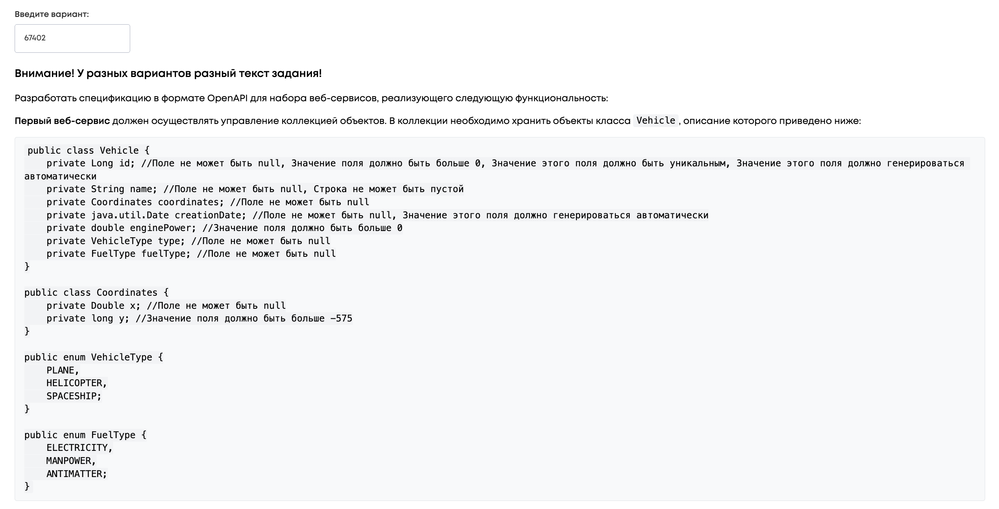 Введите вариант:
67402
Внимание! У разных вариантов разный текст задания!
Разработать спецификацию в формате OpenAPI для набора веб-сервисов, реализующего следующую функциональность:
Первый веб-сервис должен осуществлять управление коллекцией объектов. В коллекции необходимо хранить объекты класса Vehicle, описание которого приведено ниже:
public class Vehicle {
    private Long id; //Поле не может быть null, Значение поля должно быть больше 0, Значение этого поля должно быть уникальным, Значение этого поля должно генерироваться
автоматически
    private String name; //Поле не может быть null, Строка не может быть пустой
    private Coordinates coordinates; //Поле не может быть null
    private java.util.Date creationDate; //Поле не может быть null, Значение этого поля должно генерироваться автоматически
    private double enginePower; //Значение поля должно быть больше 0
    private VehicleType type; //Поле не может быть null
    private FuelType fuelType; //Поле не может быть null
}
public class Coordinates {
    private Double x; //Поле не может быть null
    private long y; //Значение поля должно быть больше -575
}
public enum VehicleType {
    PLANE,
    HELICOPTER,
    SPACESHIP;
}
public enum FuelType {
    ELECTRICITY,
    MANPOWER,
    ANTIMATTER;
}